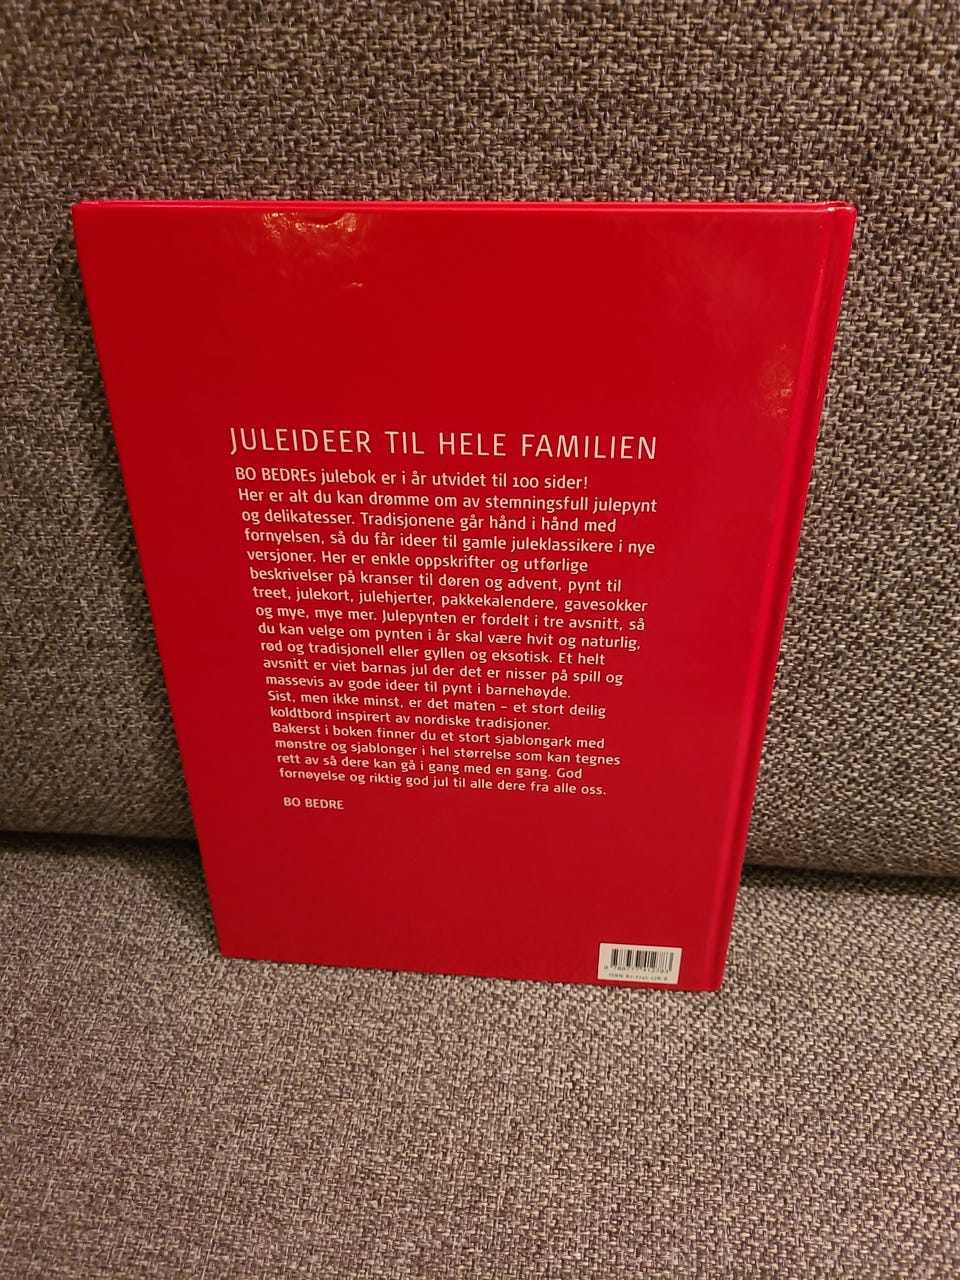 JULEIDEER TIL HELE FAMILIEN
BO BEDREs julebok er i år utvidet til 100 sider!
Her er alt du kan drømme om av stemningsfull julepynt
og delikatesser. Tradisjonene går hånd i hånd med
fornyelsen, så du får ideer til gamle juleklassikere i nye
versjoner. Her er enkle oppskrifter og utførlige
beskrivelser på kranser til døren og advent, pynt til
treet, julekort, julehjerter, pakkekalendere, gavesokker
og mye, mye mer. Julepynten er fordelt i tre avsnitt, så
du kan velge om pynten i år skal være hvit og naturlig,
rød og tradisjonell eller gyllen og eksotisk. Et helt
avsnitt er viet barnas jul der det er nisser på spill og
massevis av gode ideer til pynt i barnehøyde.
Sist, men ikke minst, er det maten – et stort deilig
koldtbord inspirert av nordiske tradisjoner.
Bakerst i boken finner du et stort sjablongark med
mønstre og sjablonger i hel størrelse som kan tegnes
rett av så dere kan gå i gang med en gang. God
fornøyelse og riktig god jul til alle dere fra alle oss.
BO BEDRE
ISBN